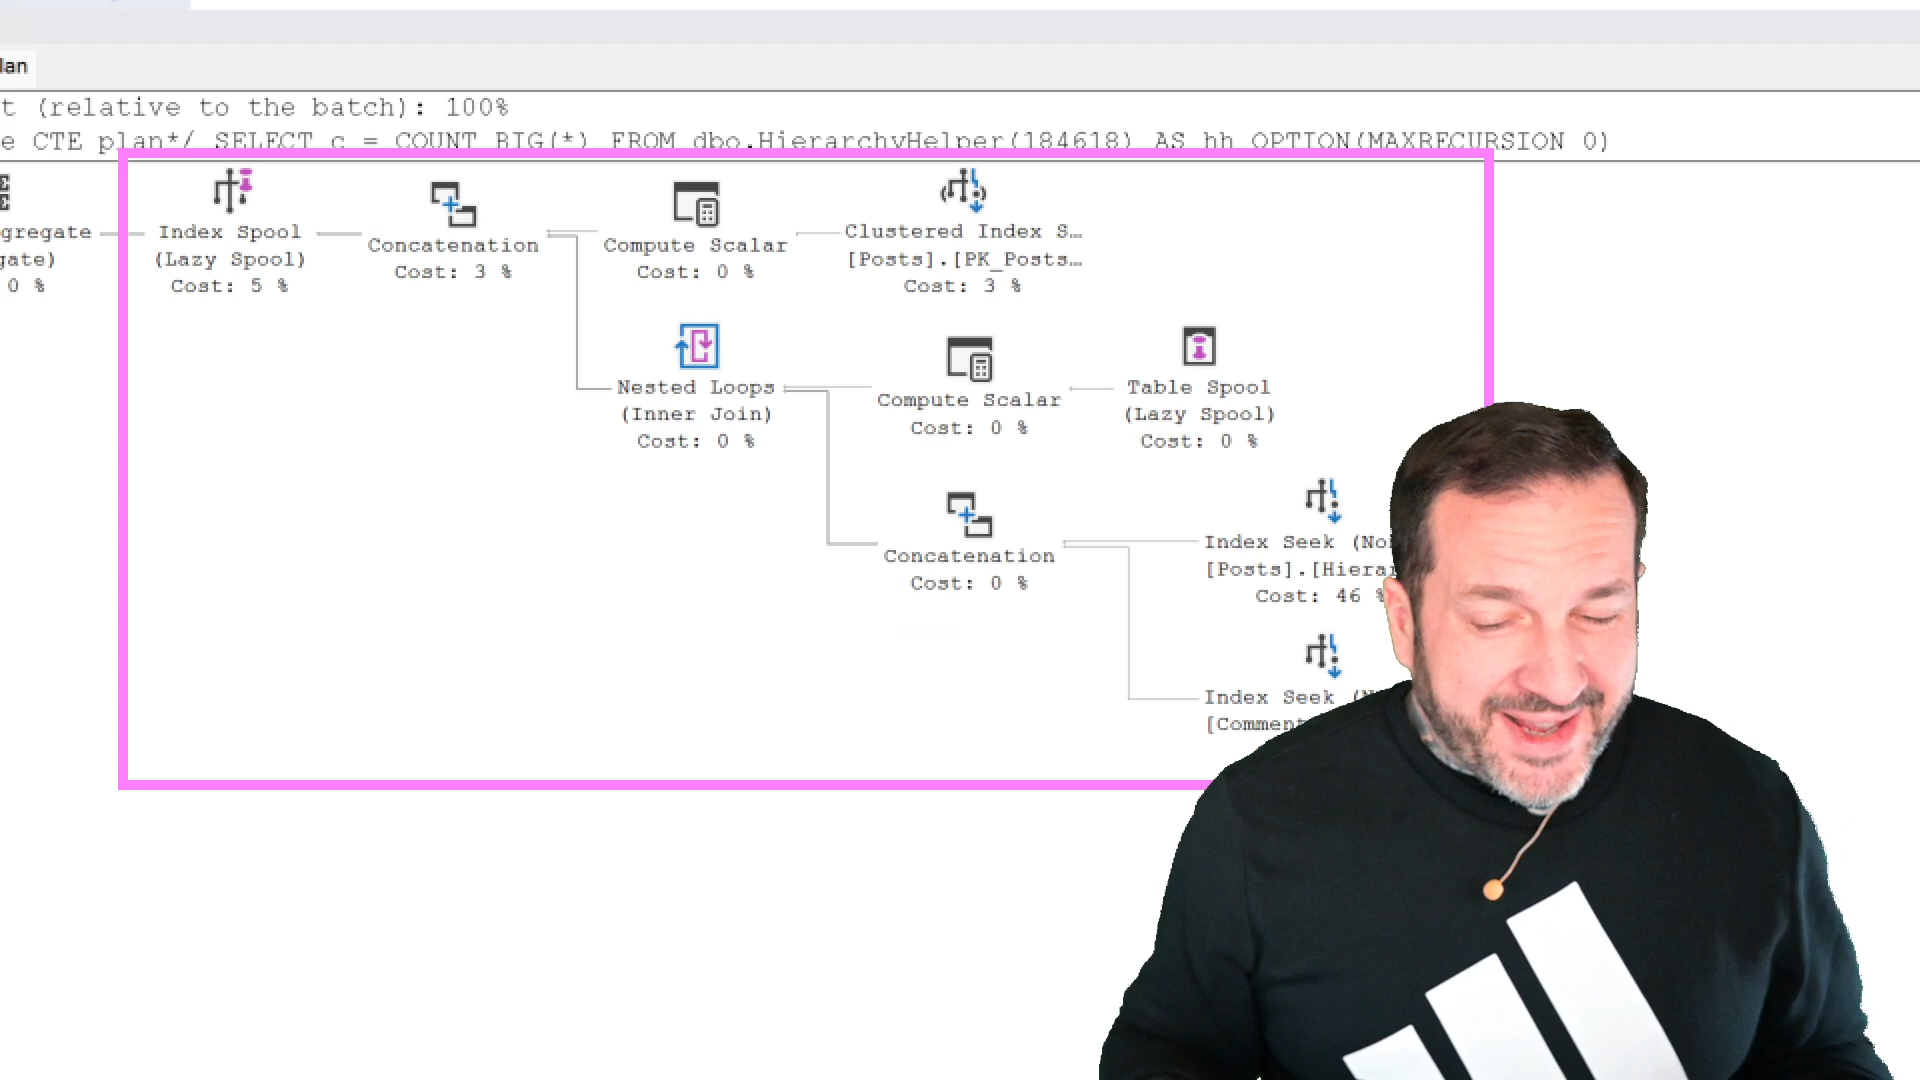 lan
t (relative to the batch): 100%
e CTE plan*/ SELECT c = COUNT_BIG(*) FROM dbo.HierarchyHelper(184618) AS hh OPTION(MAXRECURSION 0)
gregate
gate)
0 %
Index Spool
(Lazy Spool)
Cost: 5 %
Concatenation
Cost: 3 %
Compute Scalar
Cost: 0 %
Clustered Index S…
[Posts].[PK_Posts…
Cost: 3 %
Nested Loops
(Inner Join)
Cost: 0 %
Compute Scalar
Cost: 0 %
Table Spool
(Lazy Spool)
Cost: 0 %
Concatenation
Cost: 0 %
Index Seek (No
[Posts].[Hierar
Cost: 46 %
Index Seek (N
[Comment